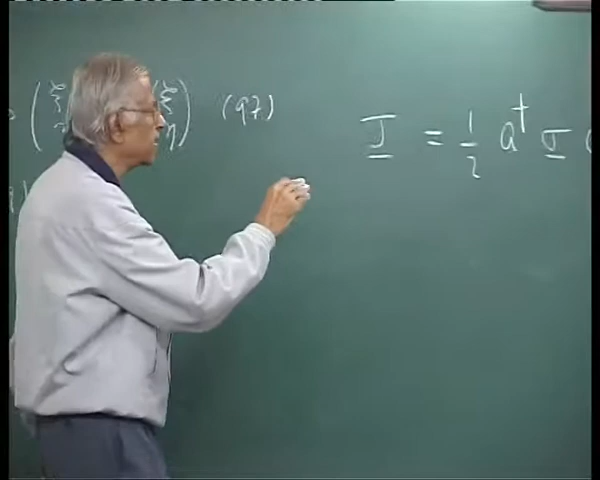 (ξ ξ
η) (97)
J = 1/2 a† σ